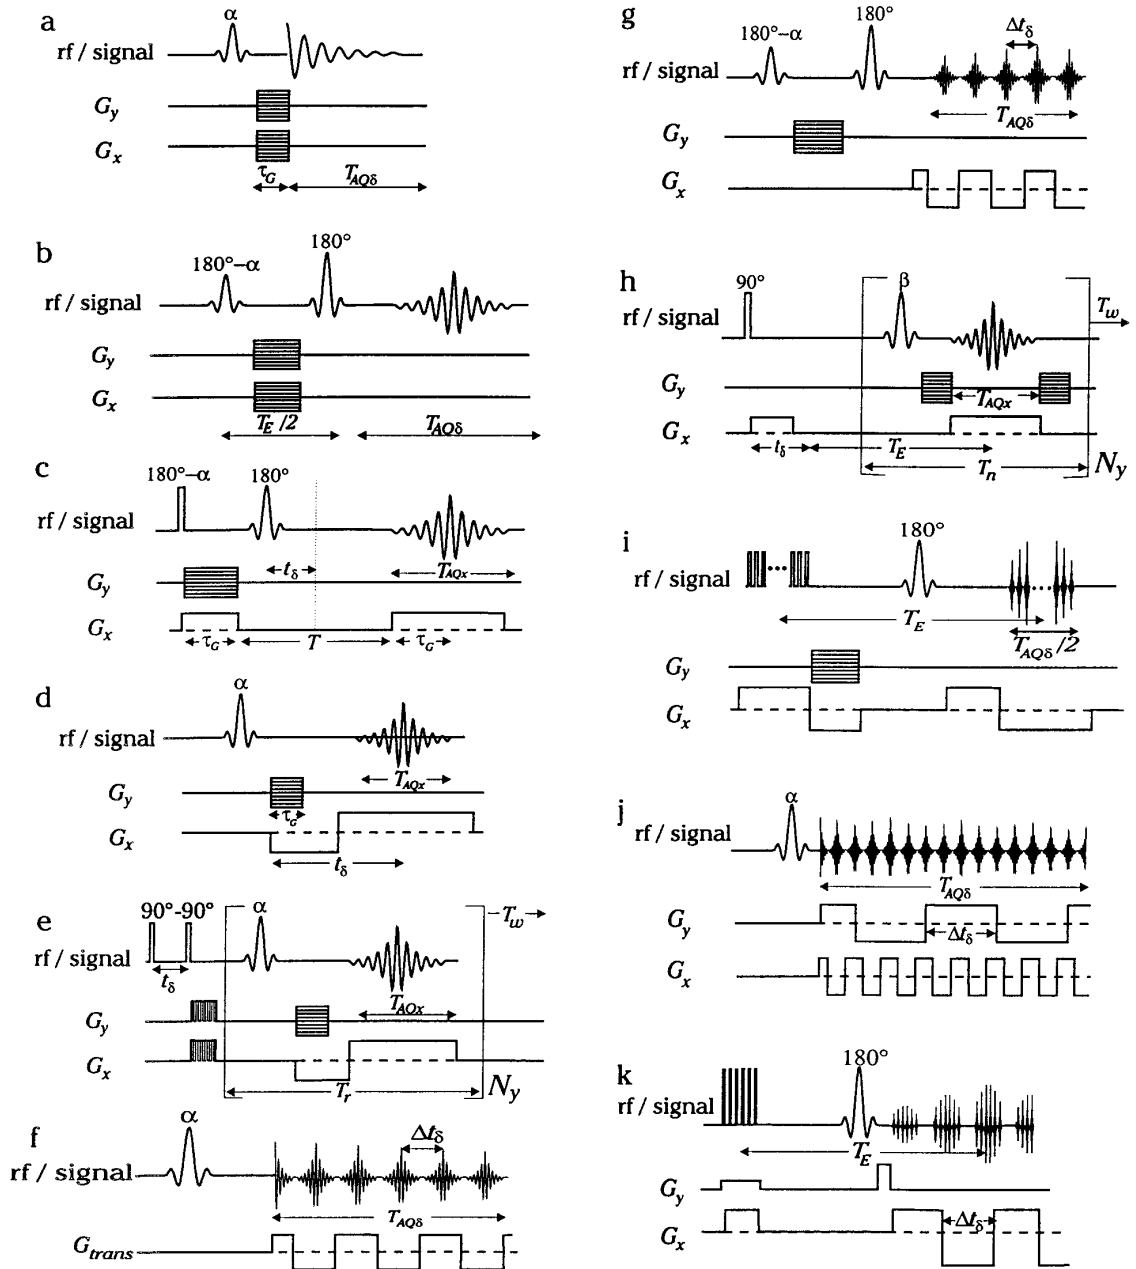 a
α
rf / signal
G_y
G_x
τ_G
T_AQδ
b
180°–α
180°
rf / signal
G_y
G_x
T_E /2
T_AQδ
c
180°–α
180°
rf / signal
t_δ
G_y
T_AQx
G_x
τ_G
T
τ_G
d
α
rf / signal
T_AQx
G_y
τ_G
G_x
t_δ
e
90°-90°
α
T_w
rf / signal
t_δ
T_AQx
G_y
G_x
T_r
N_y
f
α
Δt_δ
rf / signal
T_AQδ
G_trans
g
180°–α
180°
Δt_δ
rf / signal
T_AQδ
G_y
G_x
h
90°
β
T_w
rf / signal
G_y
T_AQx
G_x
t_δ
T_E
T_n
N_y
i
180°
rf / signal
T_E
T_AQδ /2
G_y
G_x
j
α
rf / signal
T_AQδ
G_y
Δt_δ
G_x
k
180°
rf / signal
T_E
G_y
G_x
Δt_δ